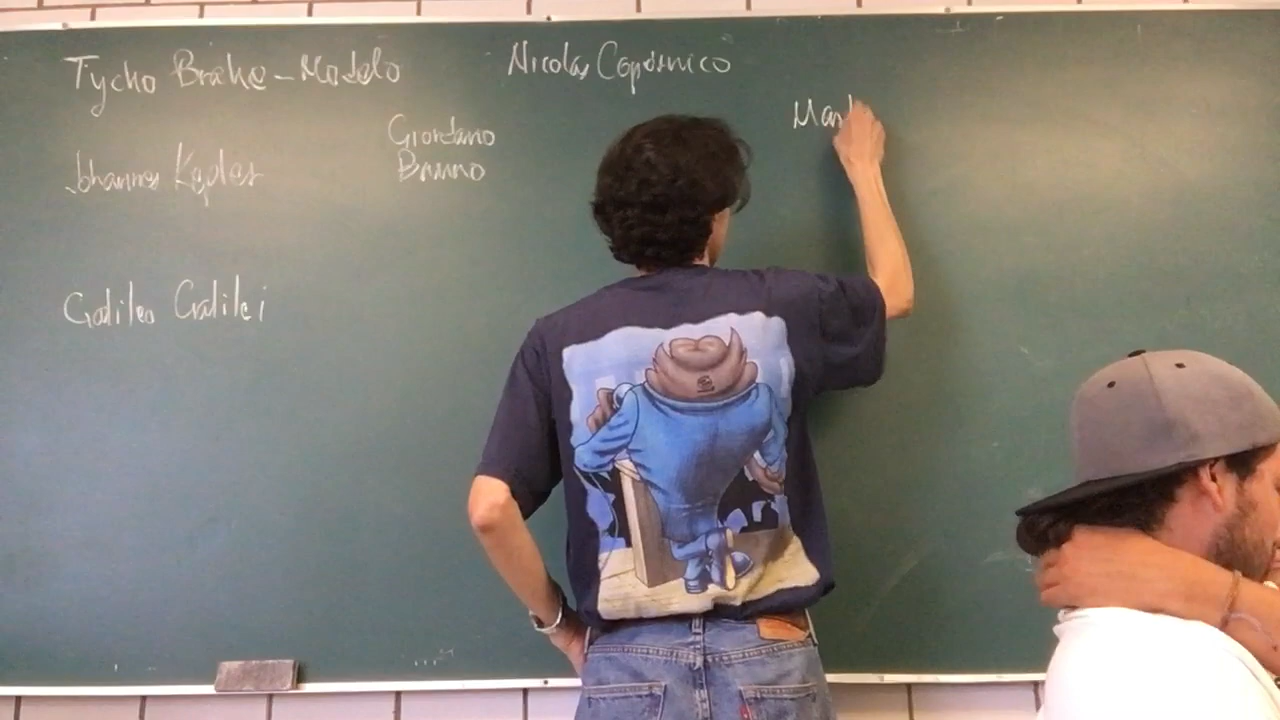 Tycho Brahe - Modelo
Nicolas Copérnico
Giordano
Bruno
Johannes Kepler
Galileo Galilei